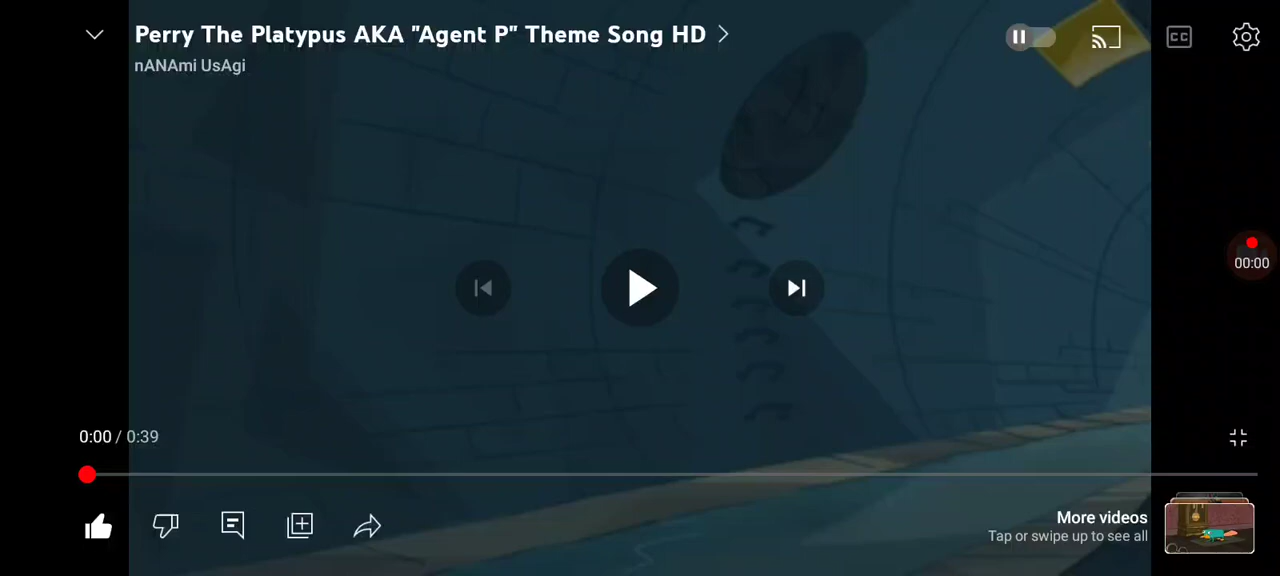 Perry The Platypus AKA "Agent P" Theme Song HD
nANAmi UsAgi
CC
00:00
0:00 / 0:39
More videos
Tap or swipe up to see all